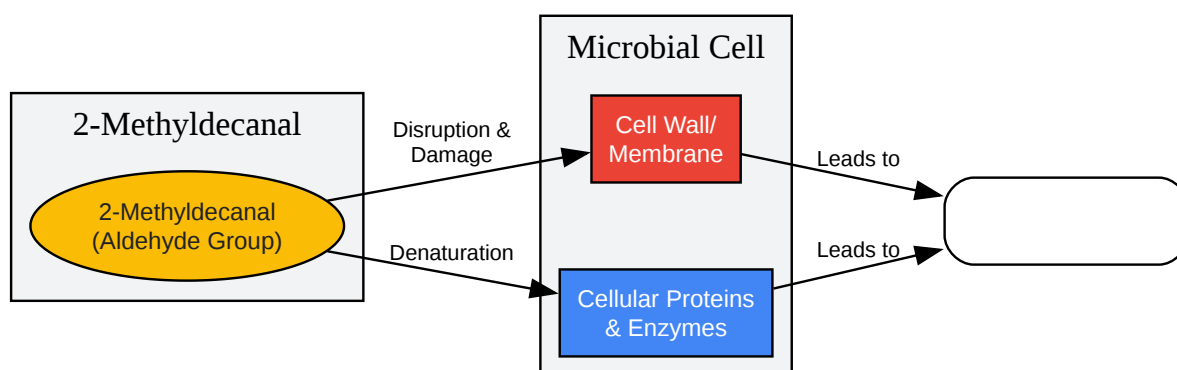 2-Methyldecanal
2-Methyldecanal
(Aldehyde Group)
Disruption &
Damage
Denaturation
Microbial Cell
Cell Wall/
Membrane
Cellular Proteins
& Enzymes
Leads to
Leads to